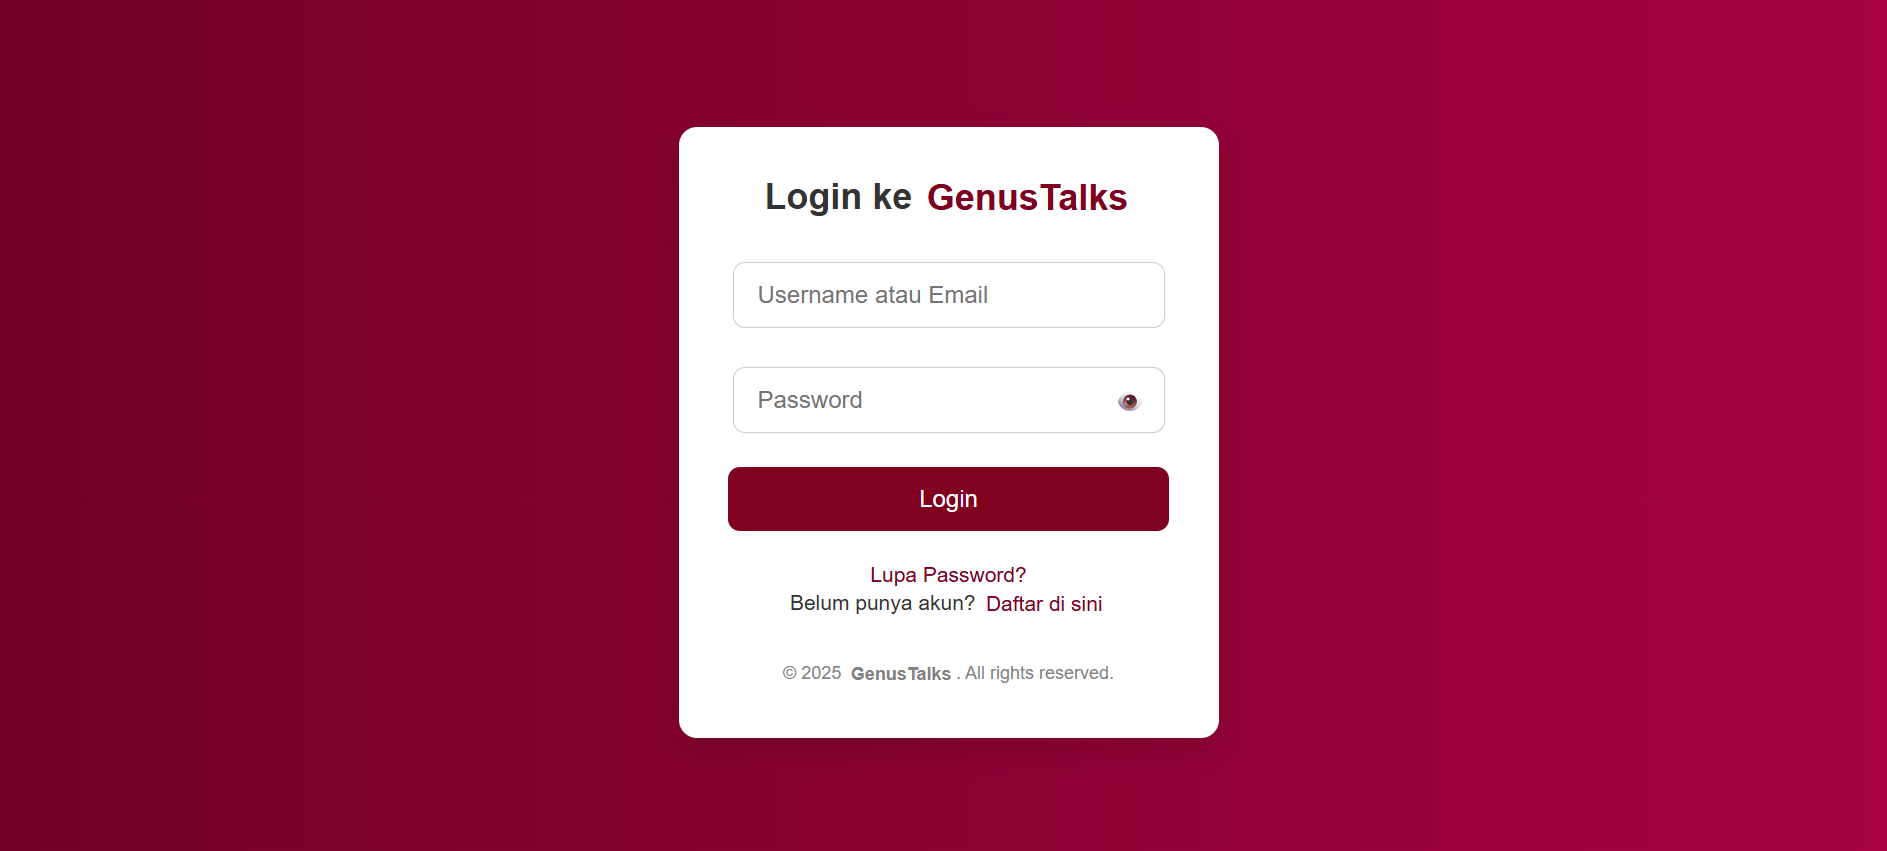 Login ke GenusTalks
Username atau Email
Password
Login
Lupa Password?
Belum punya akun? Daftar di sini
© 2025 GenusTalks . All rights reserved.